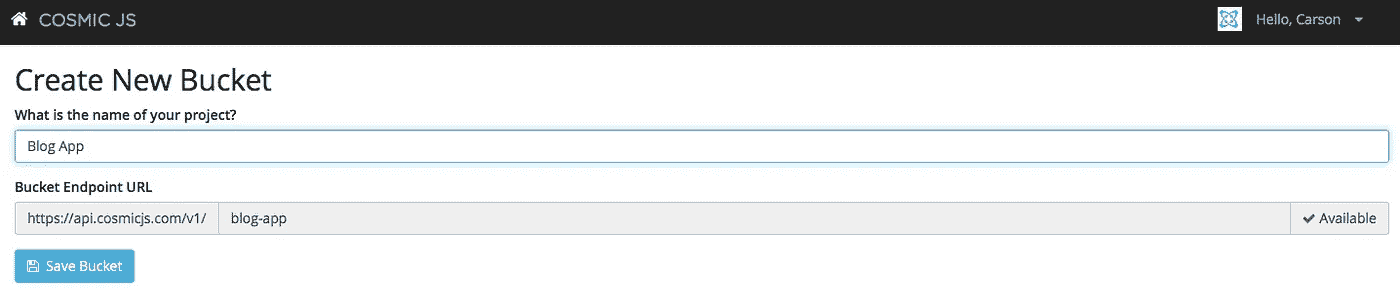 COSMIC JS Hello, Carson
Create New Bucket
What is the name of your project?
Blog App
Bucket Endpoint URL
https://api.cosmicjs.com/v1/ blog-app Available
Save Bucket